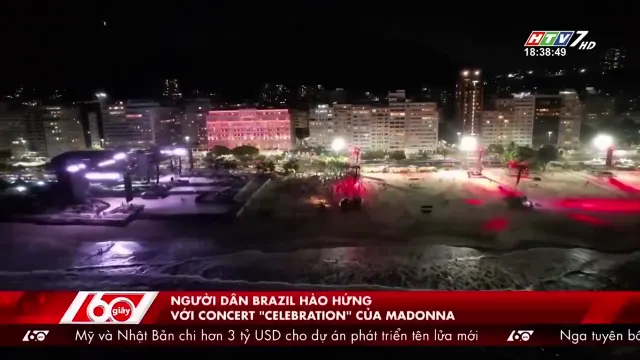 HTV7 HD
18:38:49
60 giây
NGƯỜI DÂN BRAZIL HÀO HỨNG
VỚI CONCERT "CELEBRATION" CỦA MADONNA
60 Mỹ và Nhật Bản chi hơn 3 tỷ USD cho dự án phát triển tên lửa mới 60 Nga tuyên b